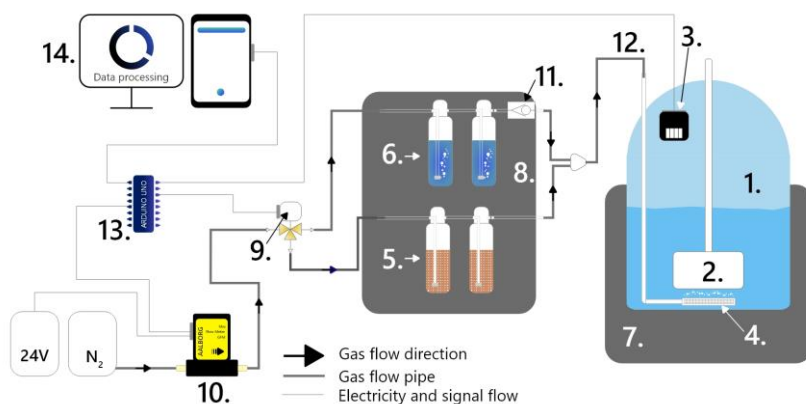 14.
Data processing
12.
3.
11.
6.
8.
1.
ARDUINO UNO
13.
9.
5.
2.
7.
4.
24V
N2
AALBORG
10.
Gas flow direction
Gas flow pipe
Electricity and signal flow